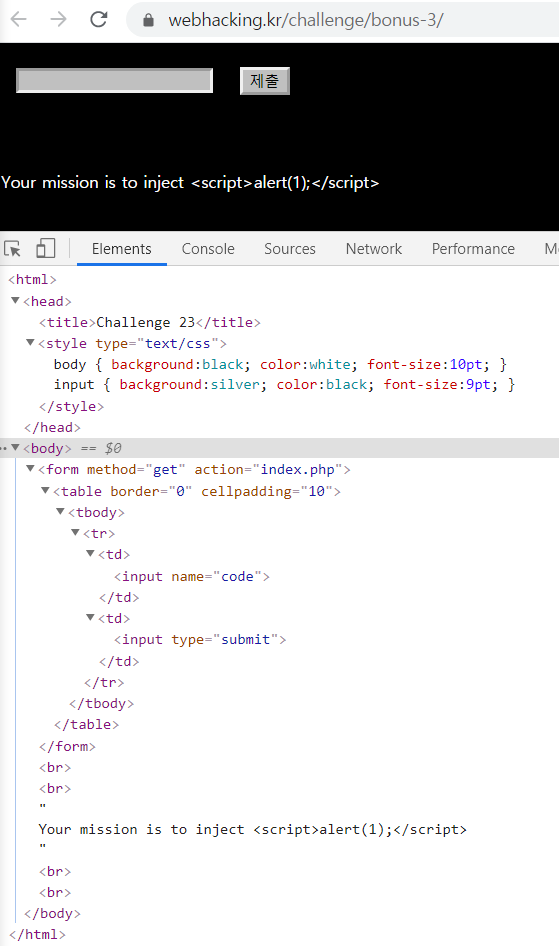 webhacking.kr/challenge/bonus-3/
제출
Your mission is to inject <script>alert(1);</script>
Elements Console Sources Network Performance M
<html>
<head>
<title>Challenge 23</title>
<style type="text/css">
body { background:black; color:white; font-size:10pt; }
input { background:silver; color:black; font-size:9pt; }
</style>
</head>
<body> == $0
<form method="get" action="index.php">
<table border="0" cellpadding="10">
<tbody>
<tr>
<td>
<input name="code">
</td>
<td>
<input type="submit">
</td>
</tr>
</tbody>
</table>
</form>
<br>
<br>
"
Your mission is to inject <script>alert(1);</script>
"
<br>
<br>
</body>
</html>